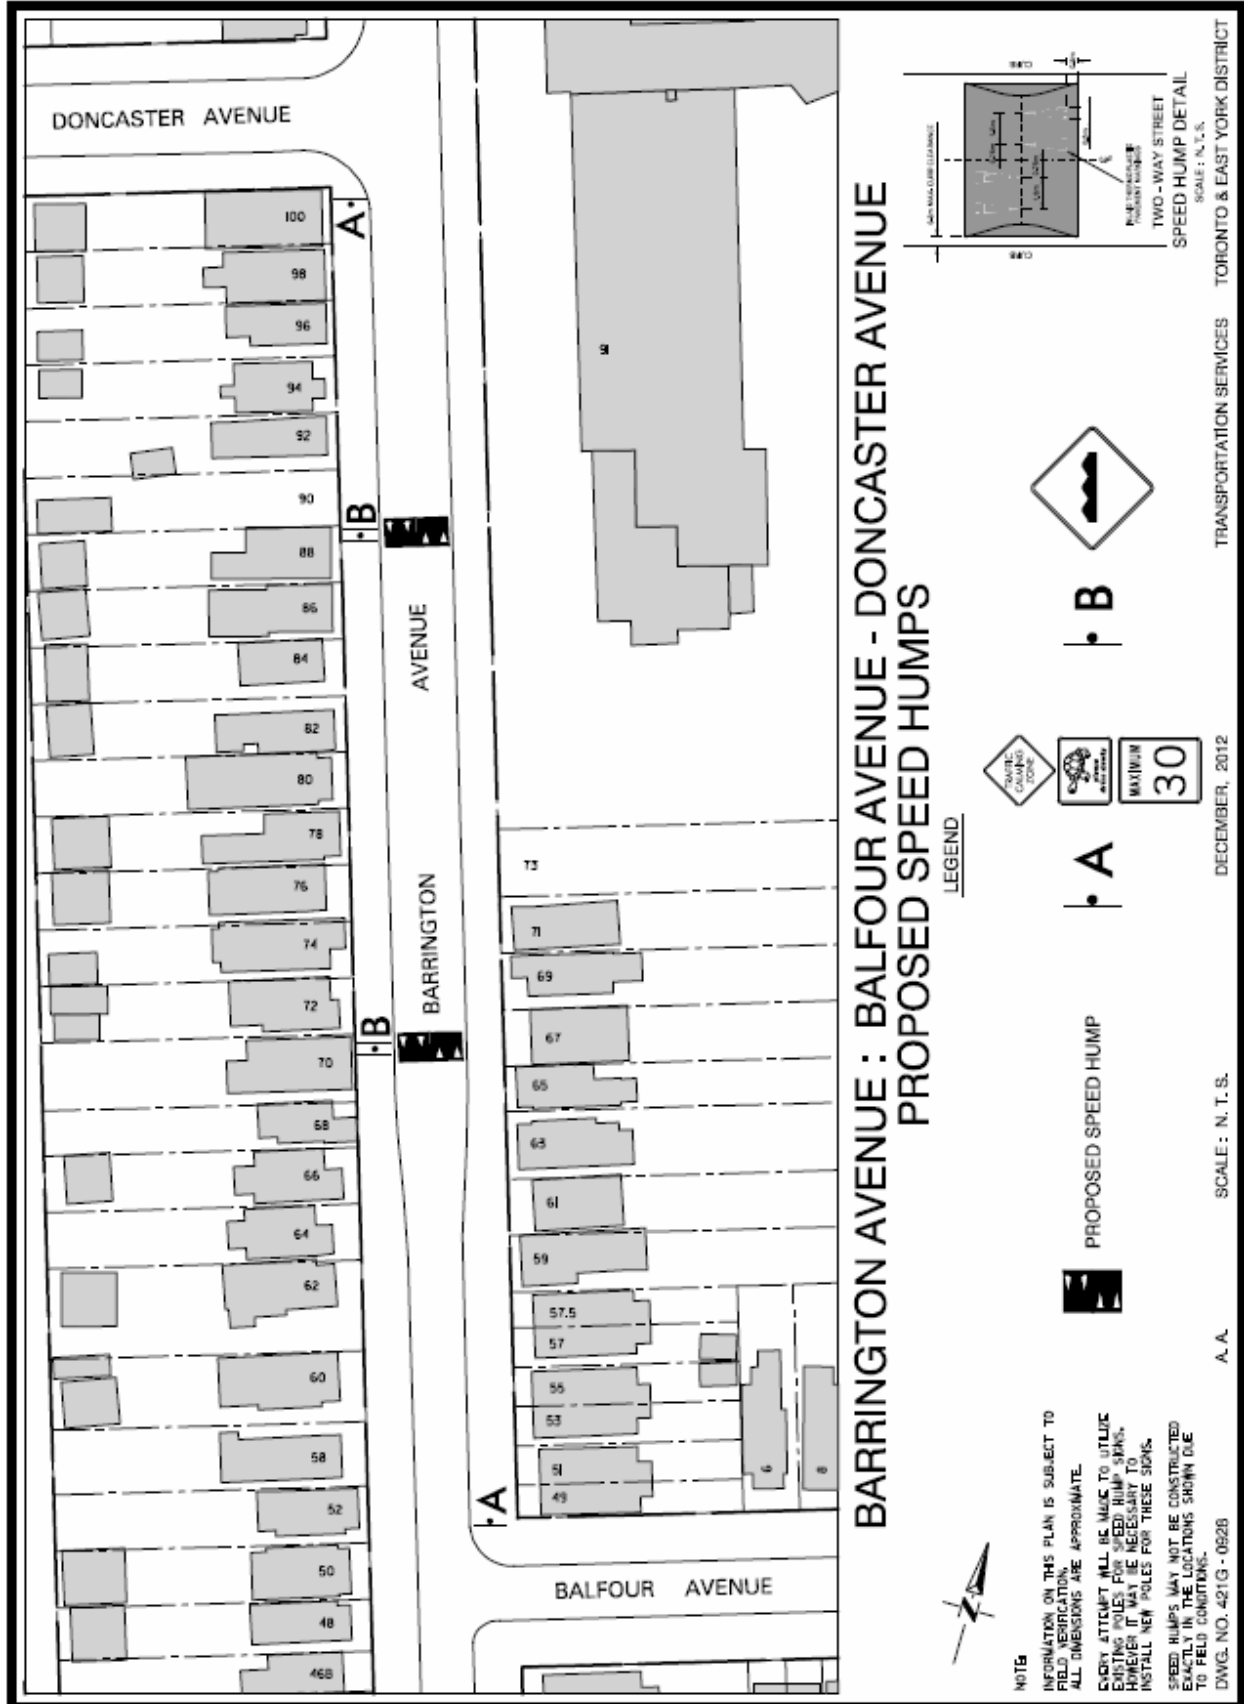 DONCASTER AVENUE
100
98
96
94
92
90
88
86
84
82
80
78
76
74
72
70
68
66
64
62
60
58
52
50
48
46B
A
B
B
A
BARRINGTON AVENUE
91
73
71
69
67
65
63
61
59
57.5
57
55
53
51
49
6
8
BALFOUR AVENUE
BARRINGTON AVENUE : BALFOUR AVENUE - DONCASTER AVENUE
PROPOSED SPEED HUMPS
LEGEND
PROPOSED SPEED HUMP
A
TRAFFIC
CALMING
ZONE
MAXIMUM
30
B
CURB
CURB
TWO - WAY STREET
SPEED HUMP DETAIL
SCALE : N. T. S.
N
NOTE:
INFORMATION ON THIS PLAN IS SUBJECT TO
FIELD VERIFICATION.
ALL DIMENSIONS ARE APPROXIMATE.
EVERY ATTEMPT WILL BE MADE TO UTILIZE
EXISTING POLES FOR SPEED HUMP SIGNS.
HOWEVER IT MAY BE NECESSARY TO
INSTALL NEW POLES FOR THESE SIGNS.
SPEED HUMPS MAY NOT BE CONSTRUCTED
EXACTLY IN THE LOCATIONS SHOWN DUE
TO FIELD CONDITIONS.
DWG. NO. 421G - 0928 A. A. SCALE : N. T. S. DECEMBER, 2012 TRANSPORTATION SERVICES TORONTO & EAST YORK DISTRICT